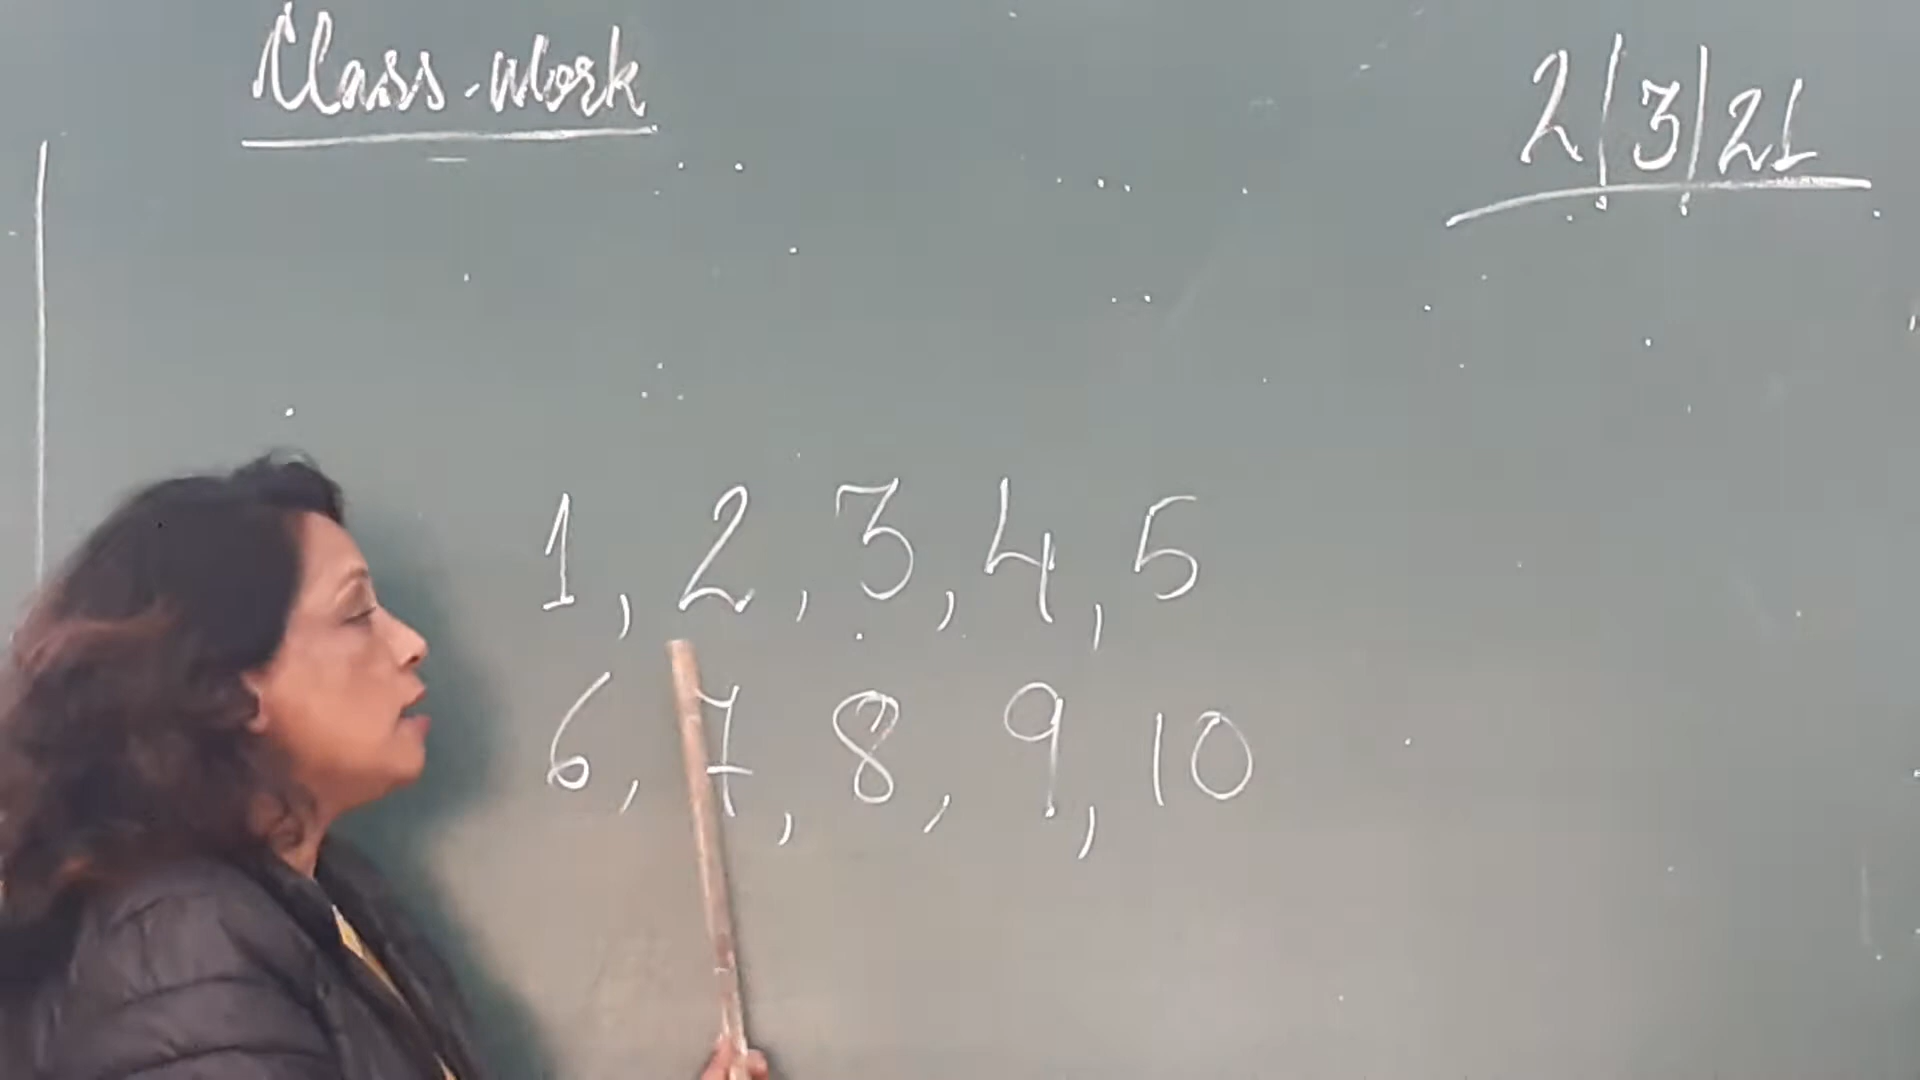 Class-Work
2|3|21
1, 2, 3, 4, 5
6, 7, 8, 9, 10